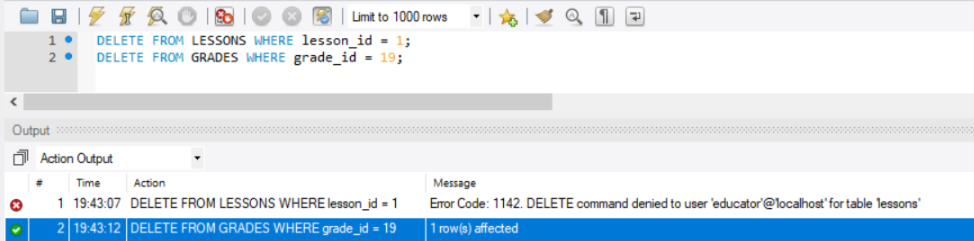 Limit to 1000 rows
1 DELETE FROM LESSONS WHERE lesson_id = 1;
2 DELETE FROM GRADES WHERE grade_id = 19;
Output
Action Output
# Time Action Message
1 19:43:07 DELETE FROM LESSONS WHERE lesson_id = 1 Error Code: 1142. DELETE command denied to user 'educator'@'localhost' for table 'lessons'
2 19:43:12 DELETE FROM GRADES WHERE grade_id = 19 1 row(s) affected